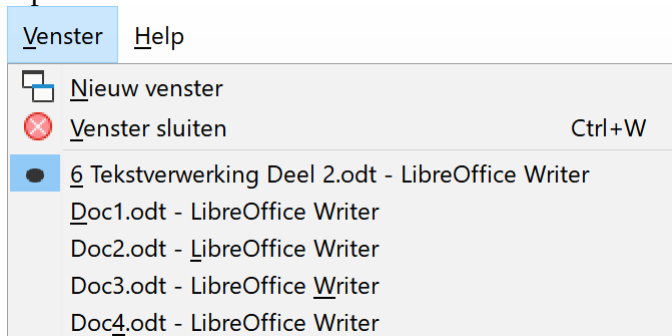 Venster Help
Nieuw venster
Venster sluiten Ctrl+W
6 Tekstverwerking Deel 2.odt - LibreOffice Writer
Doc1.odt - LibreOffice Writer
Doc2.odt - LibreOffice Writer
Doc3.odt - LibreOffice Writer
Doc4.odt - LibreOffice Writer